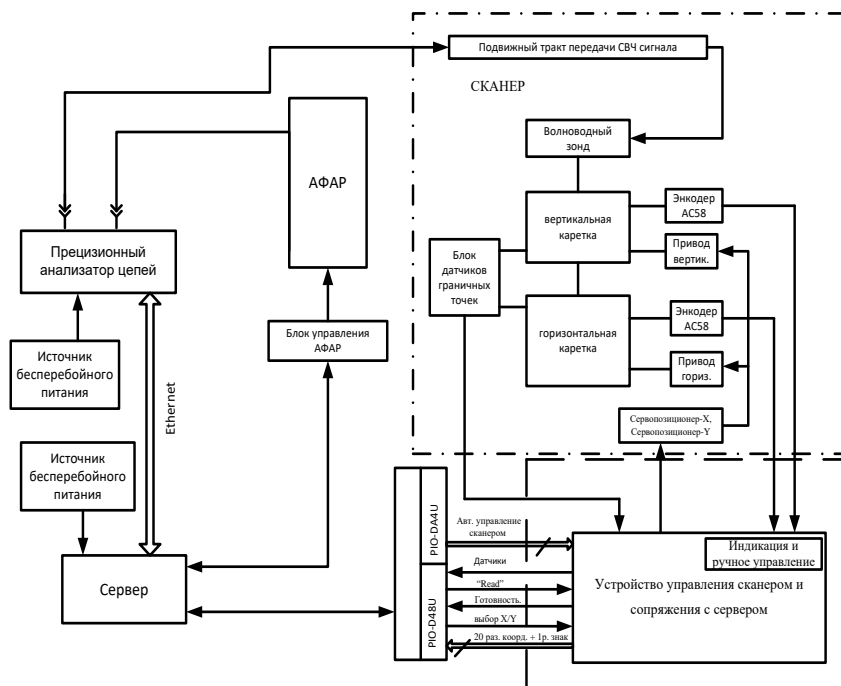 Подвижный тракт передачи СВЧ сигнала
СКАНЕР
Волноводный
зонд
АФАР
Энкодер
АС58
вертикальная
каретка
Прецизионный
анализатор цепей
Блок
датчиков
граничных
точек
Привод
вертик.
Энкодер
АС58
горизонтальная
каретка
Блок управления
АФАР
Источник
бесперебойного
питания
Привод
гориз.
Ethernet
Сервопозиционер-X,
Сервопозиционер-Y
Источник
бесперебойного
питания
PIO-DA4U
Авт. управление
сканером
Индикация и
ручное управление
Датчики
Сервер
“Read”
Устройство управления сканером и
сопряжения с сервером
Готовность.
PIO-D48U
выбор X/Y
20 раз. коорд. + 1р. знак